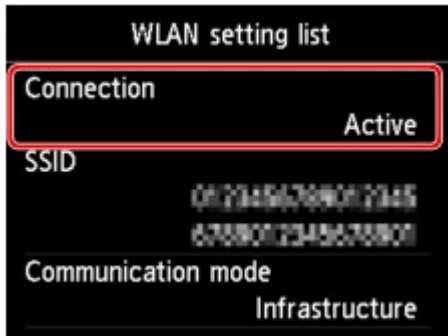 WLAN setting list
Connection
Active
SSID
Communication mode
Infrastructure